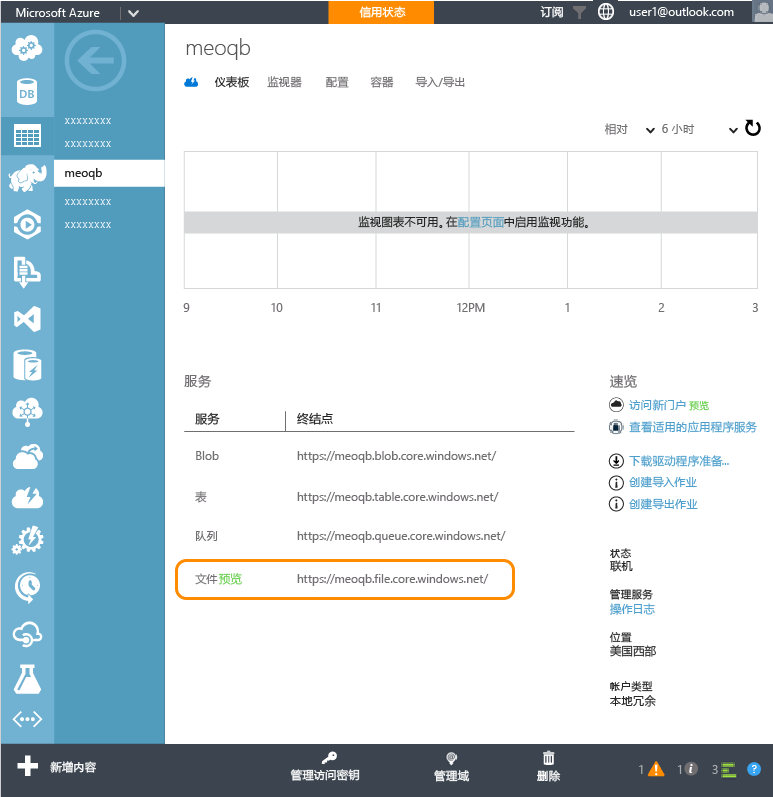 Microsoft Azure 信用状态 订阅 user1@outlook.com
meoqb
仪表板 监视器 配置 容器 导入/导出
DB
xxxxxxxx
xxxxxxxx
meoqb
xxxxxxxx
xxxxxxxx
相对 6 小时
监视图表不可用。在配置页面中启用监视功能。
9 10 11 12PM 1 2 3
服务
服务 终结点
Blob https://meoqb.blob.core.windows.net/
表 https://meoqb.table.core.windows.net/
队列 https://meoqb.queue.core.windows.net/
文件预览 https://meoqb.file.core.windows.net/
速览
访问新门户 预览
查看适用的应用程序服务
下载驱动程序准备...
创建导入作业
创建导出作业
状态
联机
管理服务
操作日志
位置
美国西部
帐户类型
本地冗余
新增内容 管理访问密钥 管理域 删除 1 1 3 ?